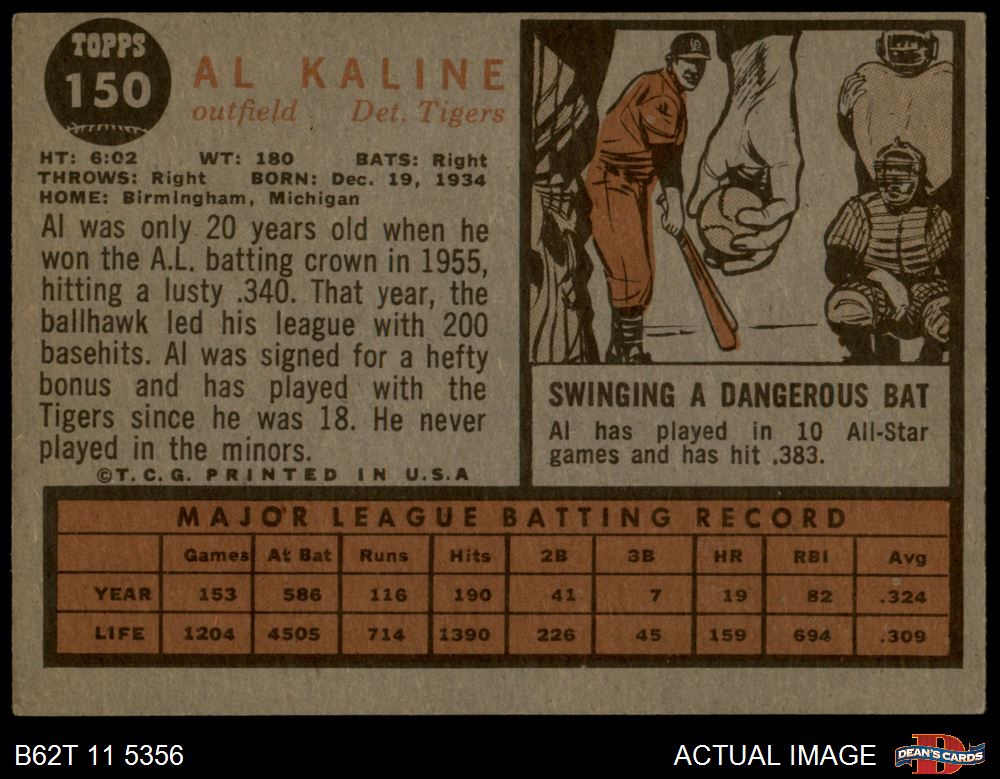 TOPPS
150
AL KALINE
outfield Det. Tigers
HT: 6:02 WT: 180 BATS: Right
THROWS: Right BORN: Dec. 19, 1934
HOME: Birmingham, Michigan
Al was only 20 years old when he
won the A.L. batting crown in 1955,
hitting a lusty .340. That year, the
ballhawk led his league with 200
basehits. Al was signed for a hefty
bonus and has played with the
Tigers since he was 18. He never
played in the minors.
©T.C.G. PRINTED IN U.S.A
SWINGING A DANGEROUS BAT
Al has played in 10 All-Star
games and has hit .383.
MAJOR LEAGUE BATTING RECORD
Games At Bat Runs Hits 2B 3B HR RBI Avg
YEAR 153 586 116 190 41 7 19 82 .324
LIFE 1204 4505 714 1390 226 45 159 694 .309
B62T 11 5356 ACTUAL IMAGE D DEAN'S CARDS